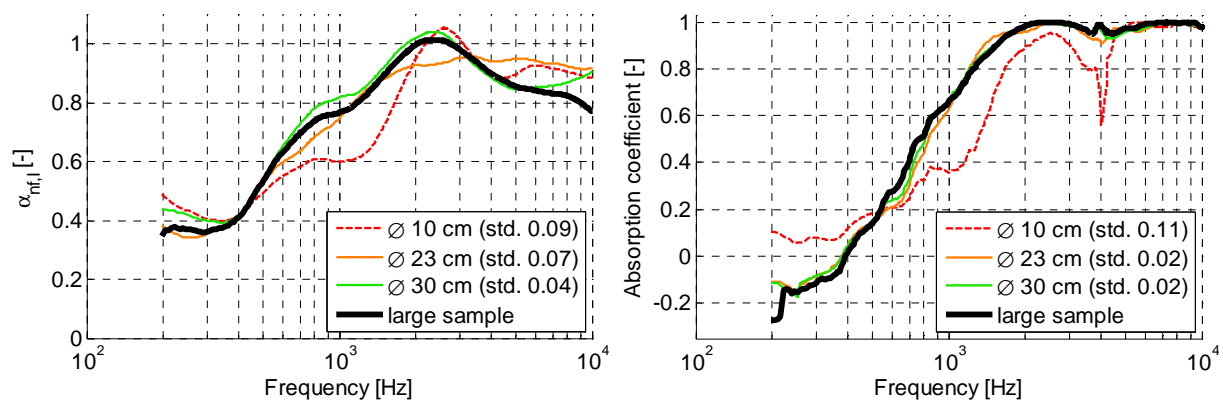 1
0.8
0.6
0.4
0.2
0
α_nf,I [-]
∅ 10 cm (std. 0.09)
∅ 23 cm (std. 0.07)
∅ 30 cm (std. 0.04)
large sample
10^2 10^3 10^4
Frequency [Hz]
1
0.8
0.6
0.4
0.2
0
-0.2
Absorption coefficient [-]
∅ 10 cm (std. 0.11)
∅ 23 cm (std. 0.02)
∅ 30 cm (std. 0.02)
large sample
10^2 10^3 10^4
Frequency [Hz]